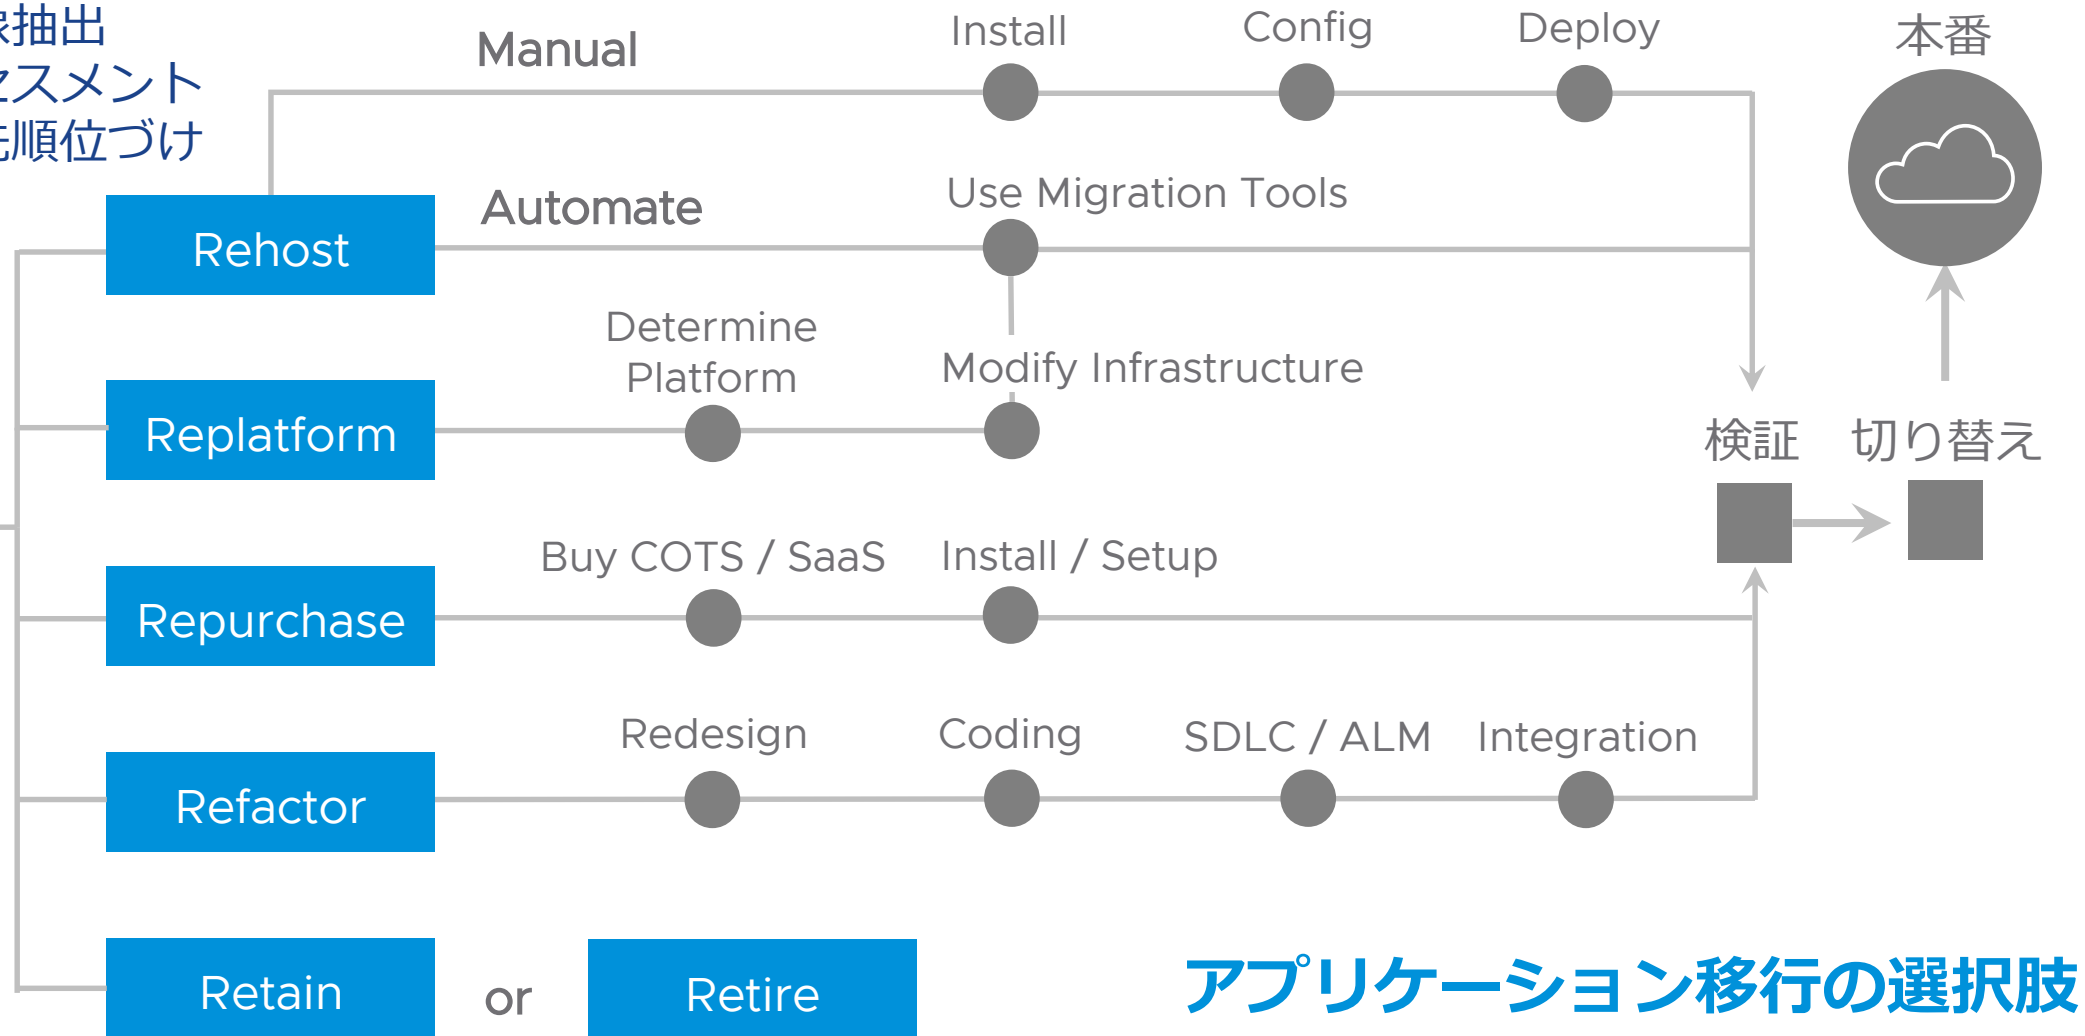 抽出
セスメント
順位づけ
Manual
Install
Config
Deploy
本番
Rehost
Automate
Use Migration Tools
Replatform
Determine
Platform
Modify Infrastructure
検証
切り替え
Repurchase
Buy COTS / SaaS
Install / Setup
Refactor
Redesign
Coding
SDLC / ALM
Integration
Retain
or
Retire
アプリケーション移行の選択肢